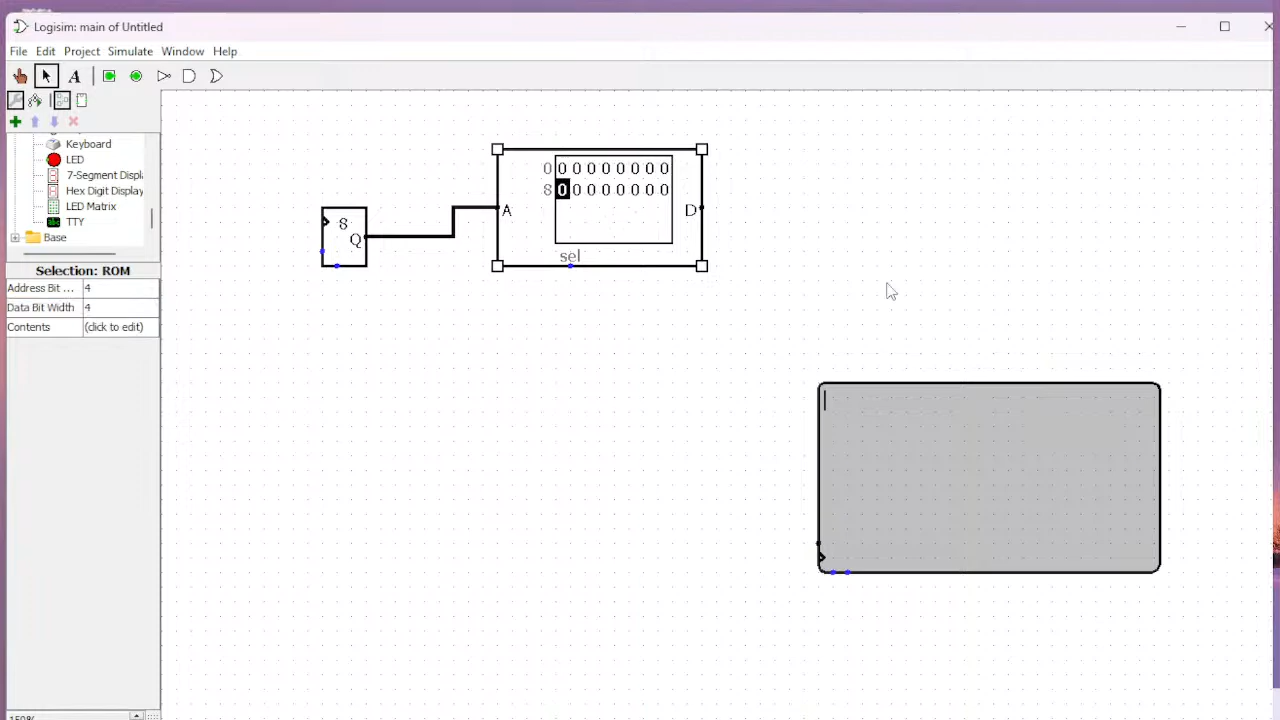 Logisim: main of Untitled
File Edit Project Simulate Window Help
A
Keyboard
LED
7-Segment Displ
Hex Digit Display
LED Matrix
TTY
Base
Selection: ROM
Address Bit ... 4
Data Bit Width 4
Contents (click to edit)
8
Q
A
0 0 0 0 0 0 0 0 0
8 0 0 0 0 0 0 0 0
D
sel
150%